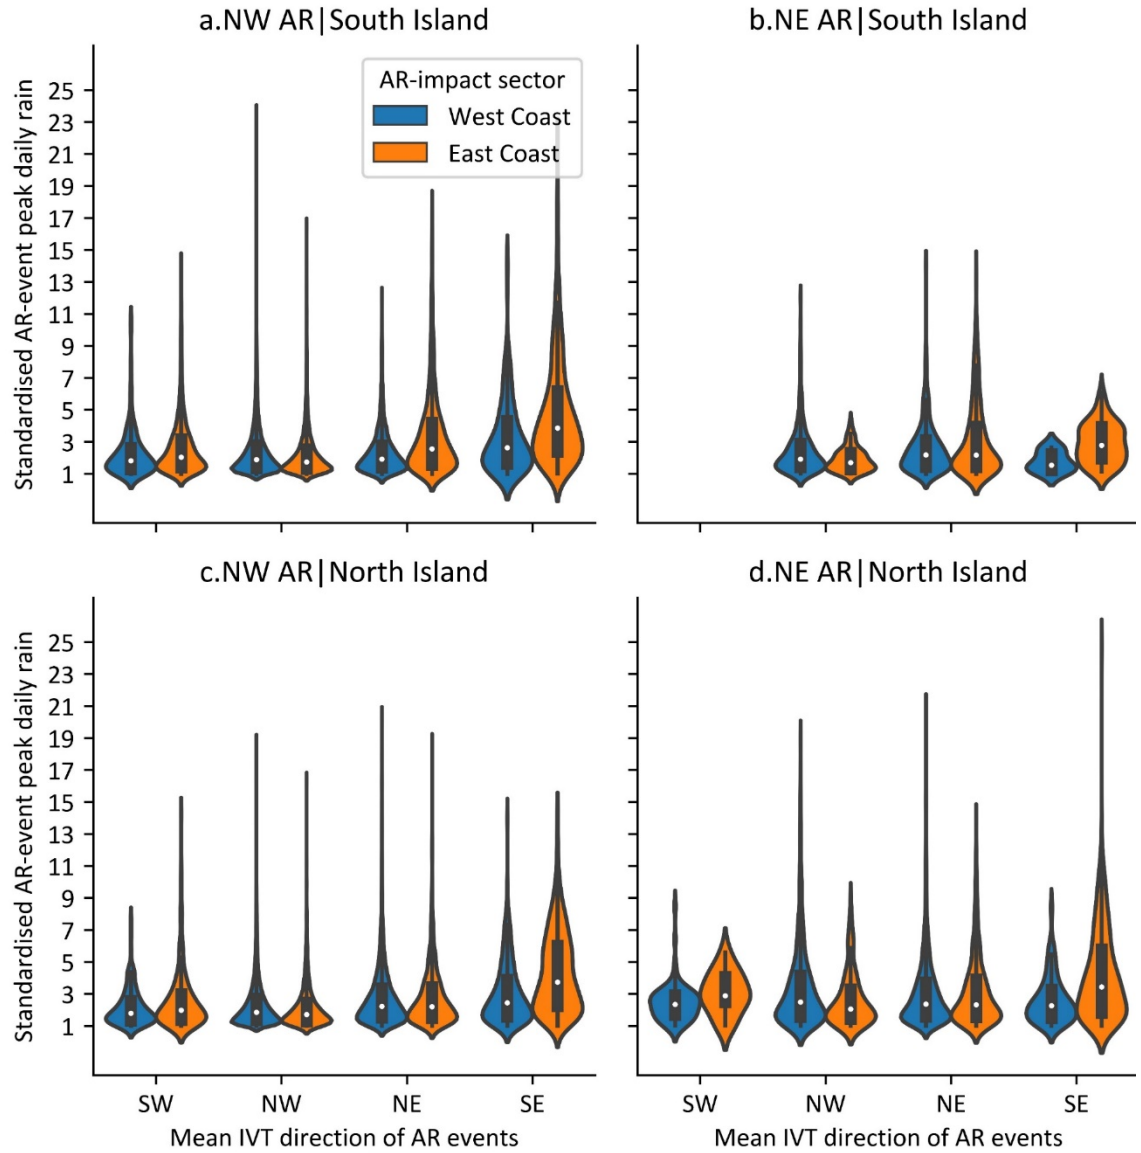 a.NW AR|South Island
b.NE AR|South Island
AR-impact sector
West Coast
East Coast
Standardised AR-event peak daily rain
25
23
21
19
17
15
13
11
9
7
5
3
1
c.NW AR|North Island
d.NE AR|North Island
Standardised AR-event peak daily rain
25
23
21
19
17
15
13
11
9
7
5
3
1
SW NW NE SE
SW NW NE SE
Mean IVT direction of AR events
Mean IVT direction of AR events